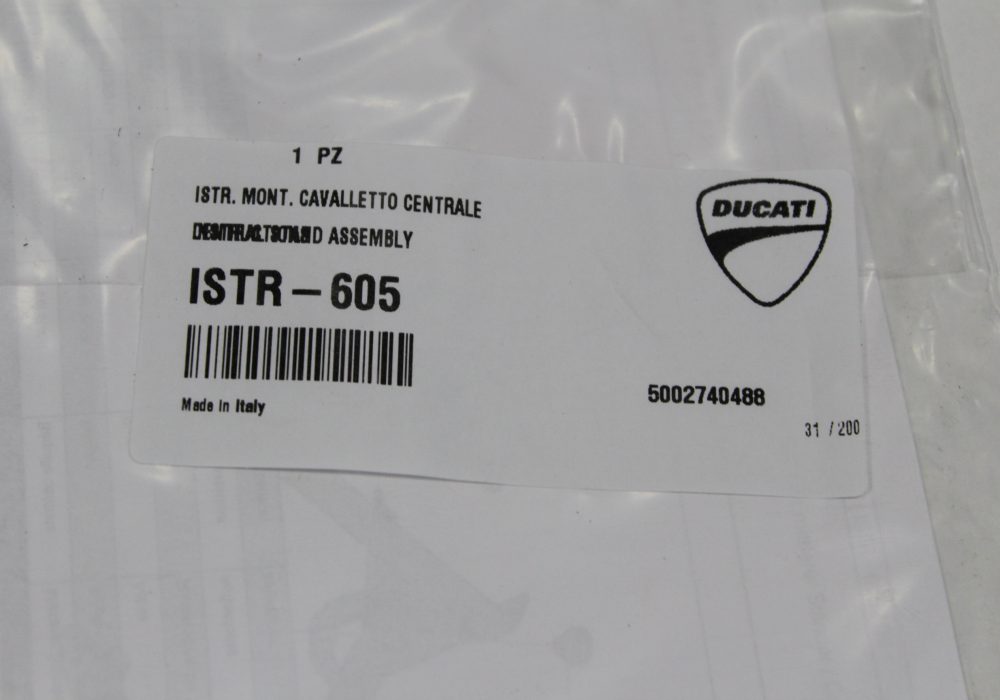 1 PZ
ISTR. MONT. CAVALLETTO CENTRALE
ASSEMBLY
ISTR-605
Made in Italy
DUCATI
5002740488
31 /200